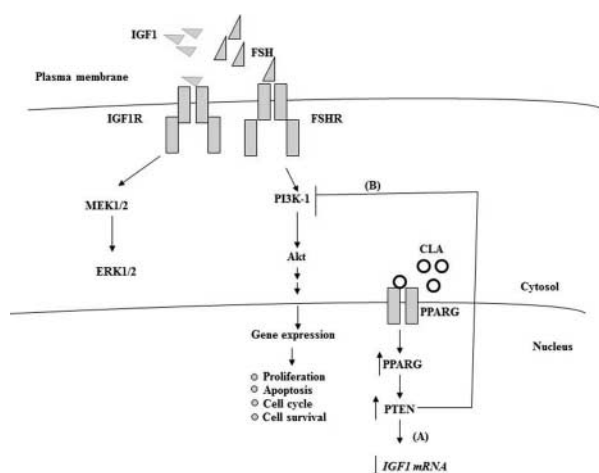 IGF1
FSH
Plasma membrane
IGF1R
FSHR
MEK1/2
PI3K-1
(B)
ERK1/2
Akt
CLA
Cytosol
PPARG
Gene expression
Nucleus
PPARG
Proliferation
Apoptosis
Cell cycle
Cell survival
PTEN
(A)
IGF1 mRNA